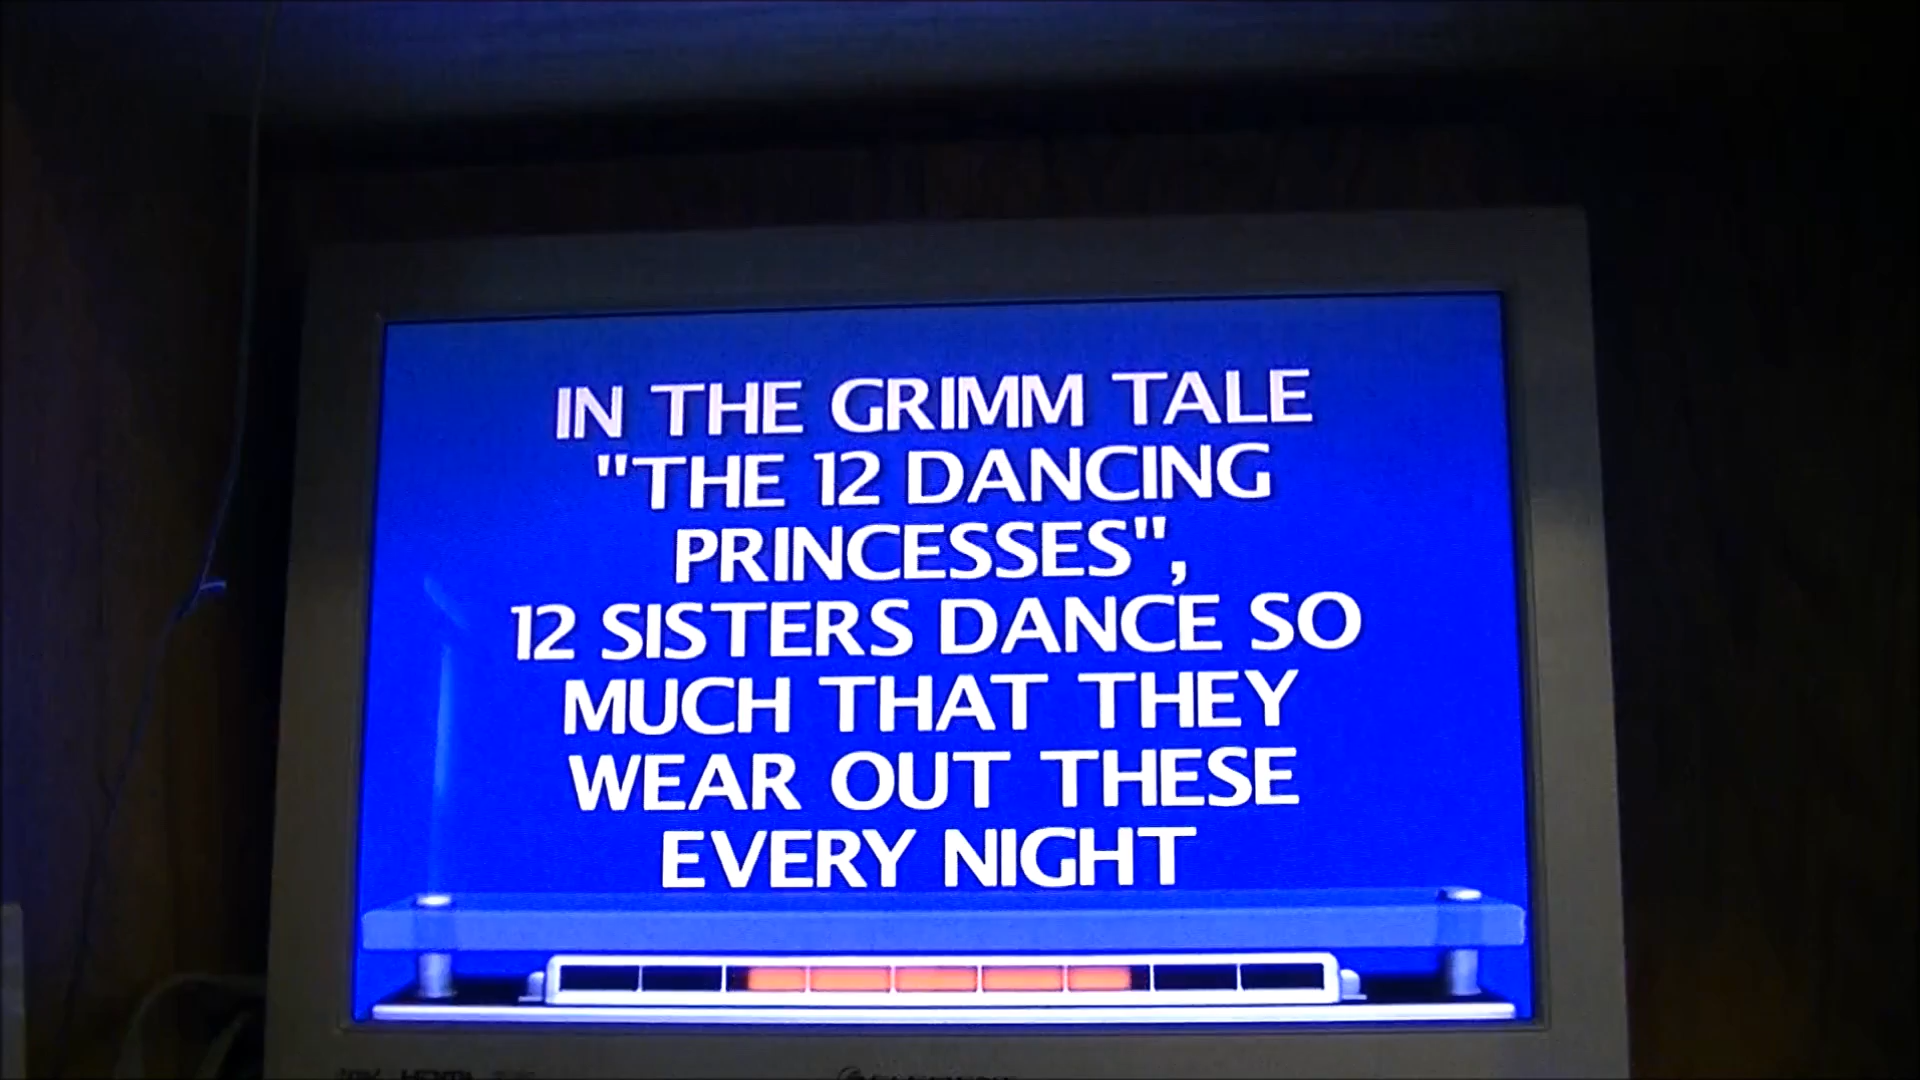 IN THE GRIMM TALE
"THE 12 DANCING
PRINCESSES",
12 SISTERS DANCE SO
MUCH THAT THEY
WEAR OUT THESE
EVERY NIGHT